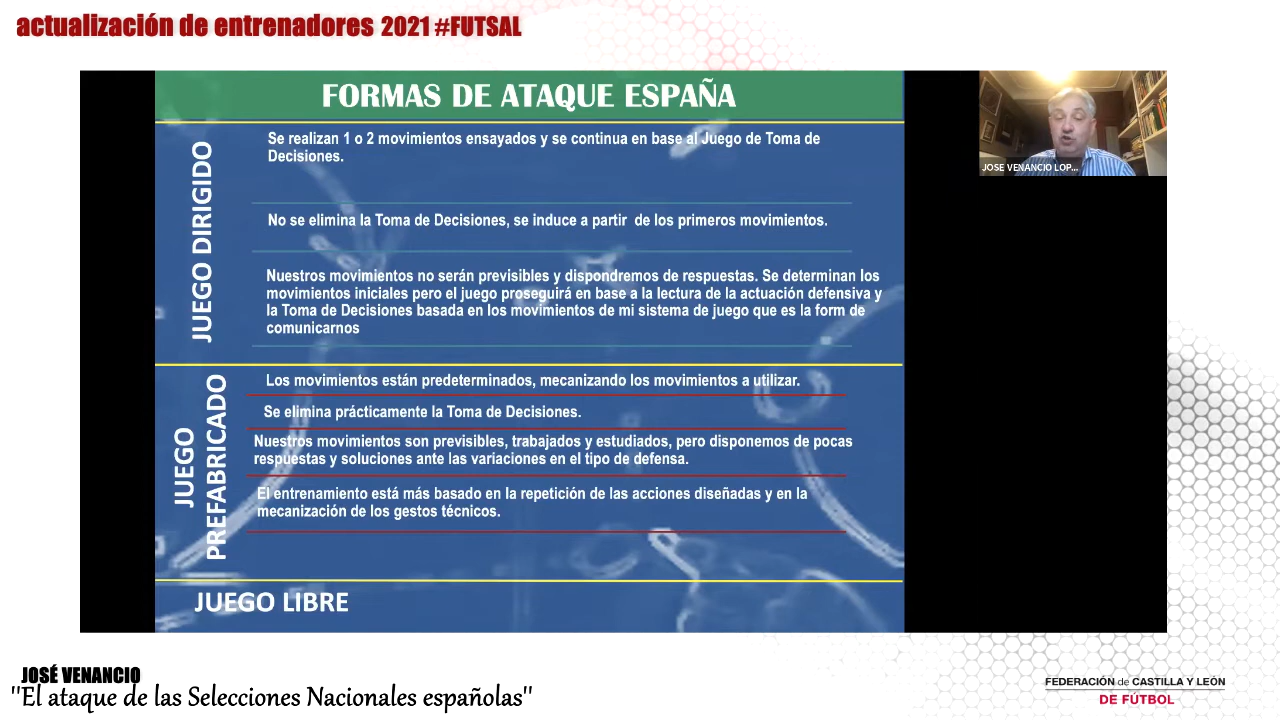 actualización de entrenadores 2021 #FUTSAL
FORMAS DE ATAQUE ESPAÑA
JUEGO DIRIGIDO
Se realizan 1 o 2 movimientos ensayados y se continua en base al Juego de Toma de
Decisiones.
No se elimina la Toma de Decisiones, se induce a partir de los primeros movimientos.
Nuestros movimientos no serán previsibles y dispondremos de respuestas. Se determinan los
movimientos iniciales pero el juego proseguirá en base a la lectura de la actuación defensiva y
la Toma de Decisiones basada en los movimientos de mi sistema de juego que es la form de
comunicarnos
JUEGO
PREFABRICADO
Los movimientos están predeterminados, mecanizando los movimientos a utilizar.
Se elimina prácticamente la Toma de Decisiones.
Nuestros movimientos son previsibles, trabajados y estudiados, pero disponemos de pocas
respuestas y soluciones ante las variaciones en el tipo de defensa.
El entrenamiento está más basado en la repetición de las acciones diseñadas y en la
mecanización de los gestos técnicos.
JUEGO LIBRE
JOSE VENANCIO LOP...
JOSÉ VENANCIO
"El ataque de las Selecciones Nacionales españolas"
FEDERACIÓN de CASTILLA Y LEÓN
DE FÚTBOL